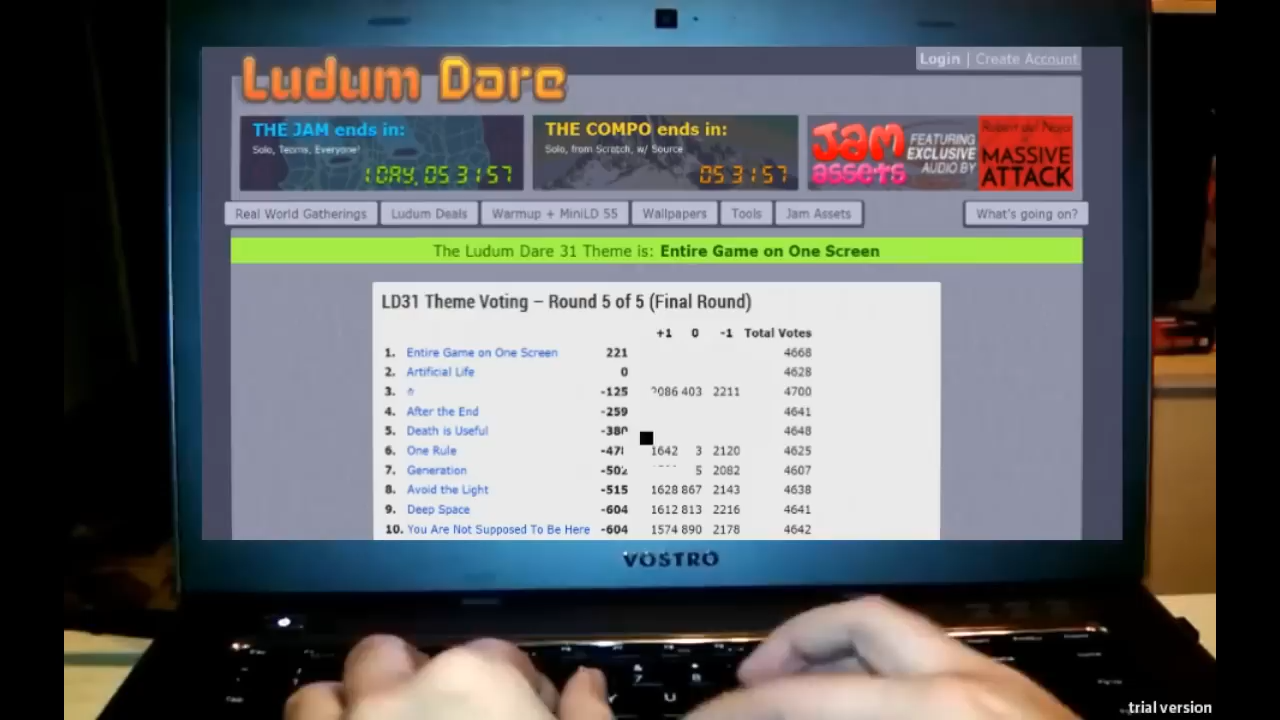 Login | Create Account
Ludum Dare
THE JAM ends in:
Solo, Teams, Everyone!
1 DAY, 05 31:57
THE COMPO ends in:
Solo, from Scratch, w/ Source
05 31:57
Jam assets
FEATURING EXCLUSIVE AUDIO BY
Robert del Naja
MASSIVE ATTACK
Real World Gatherings Ludum Deals Warmup + MiniLD 55 Wallpapers Tools Jam Assets What's going on?
The Ludum Dare 31 Theme is: Entire Game on One Screen
LD31 Theme Voting – Round 5 of 5 (Final Round)
+1 0 -1 Total Votes
1. Entire Game on One Screen 221 4668
2. Artificial Life 0 4628
3. -125 403 2211 4700
4. After the End -259 4641
5. Death is Useful 4648
6. One Rule 1642 3 2120 4625
7. Generation 5 2082 4607
8. Avoid the Light -515 1628 867 2143 4638
9. Deep Space -604 1612 813 2216 4641
10. You Are Not Supposed To Be Here -604 1574 890 2178 4642
VOSTRO
& 7
* 8
U
trial version